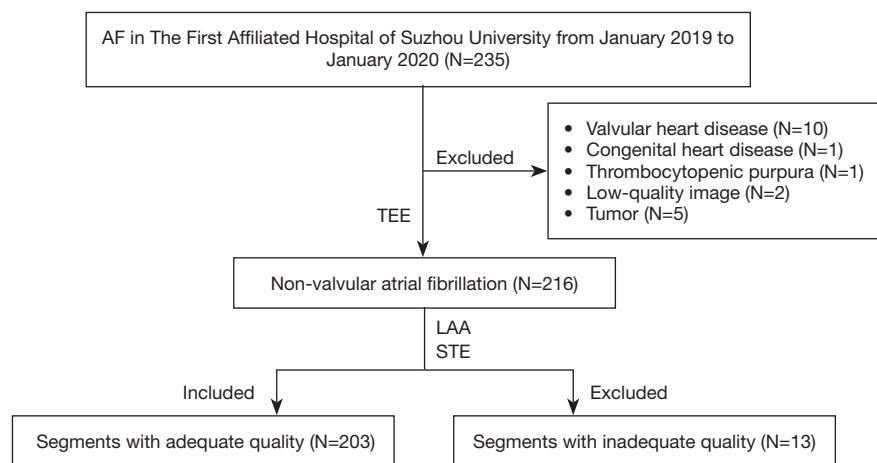 AF in The First Affiliated Hospital of Suzhou University from January 2019 to
January 2020 (N=235)
Excluded
• Valvular heart disease (N=10)
• Congenital heart disease (N=1)
• Thrombocytopenic purpura (N=1)
• Low-quality image (N=2)
• Tumor (N=5)
TEE
Non-valvular atrial fibrillation (N=216)
LAA
STE
Included
Excluded
Segments with adequate quality (N=203)
Segments with inadequate quality (N=13)